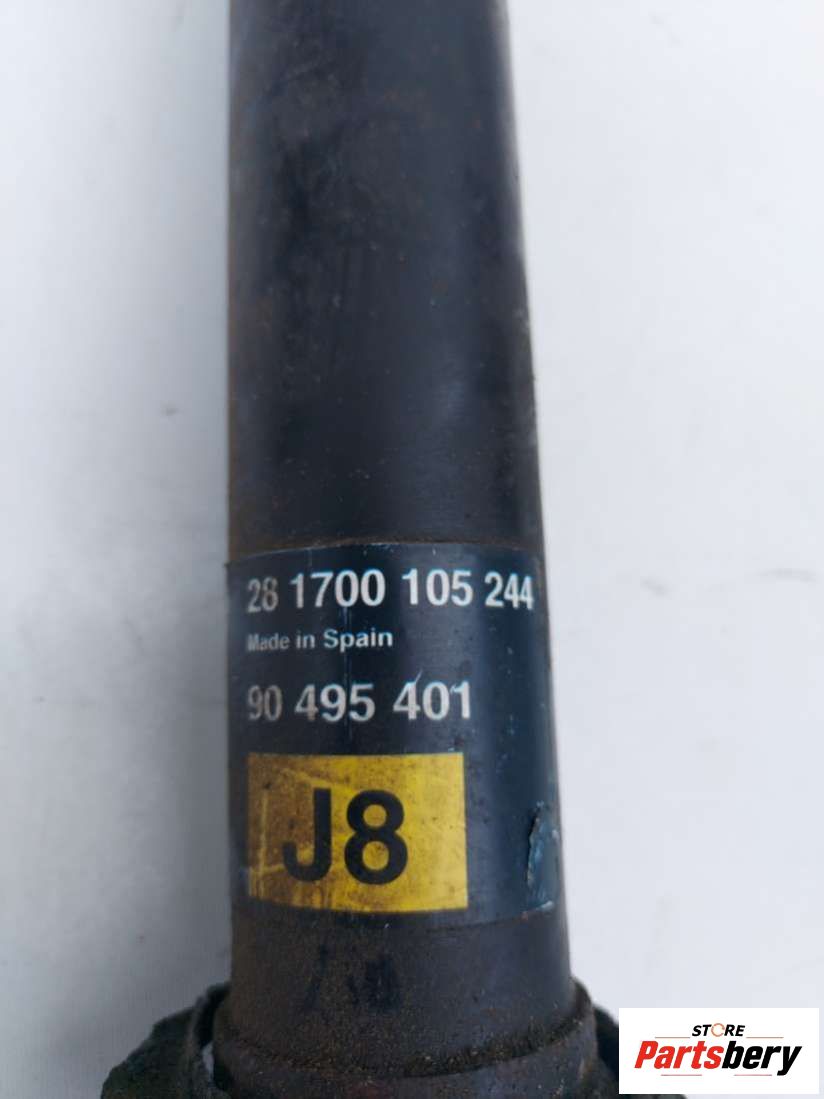 28 1700 105 244
Made in Spain
90 495 401
J8
STORE
Partsbery